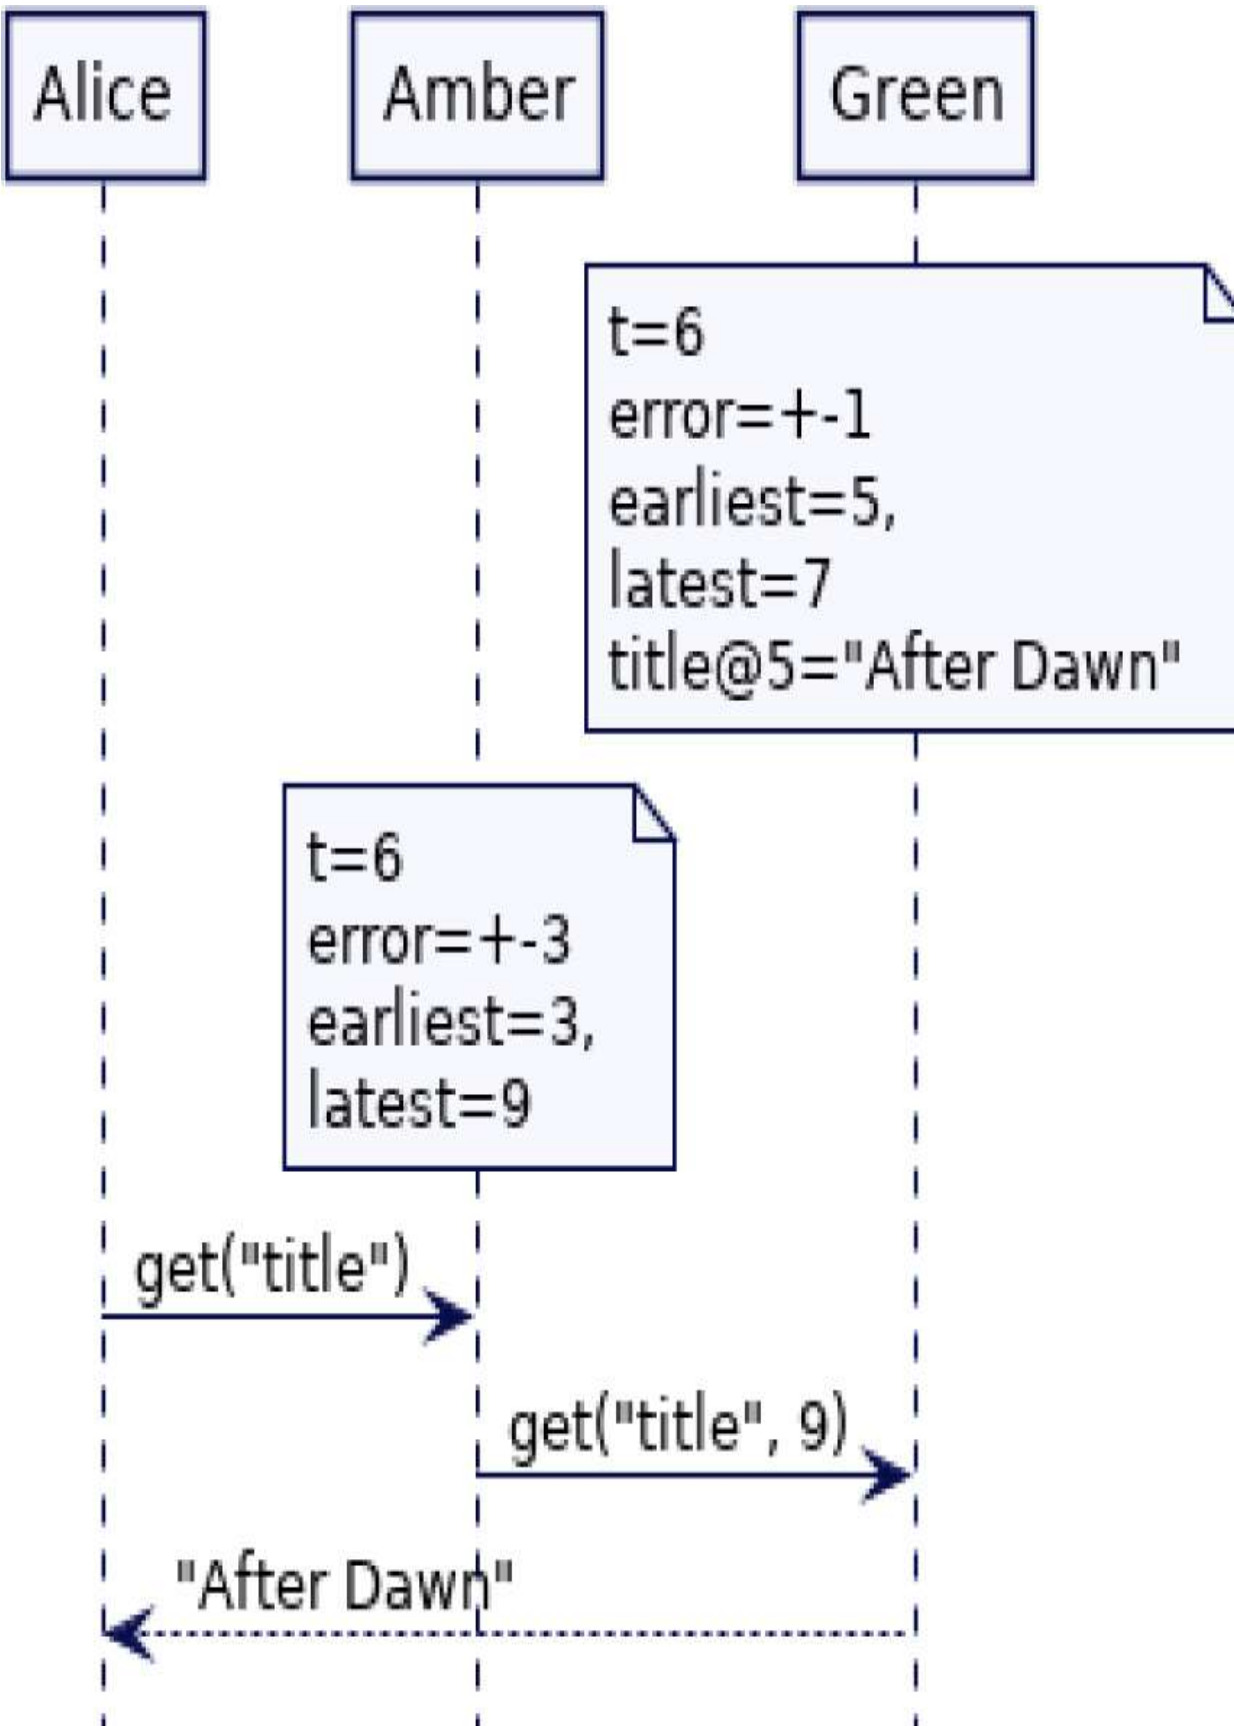 Alice
Amber
Green
t=6
error=+-1
earliest=5,
latest=7
title@5="After Dawn"
t=6
error=+-3
earliest=3,
latest=9
get("title")
get("title", 9)
"After Dawn"